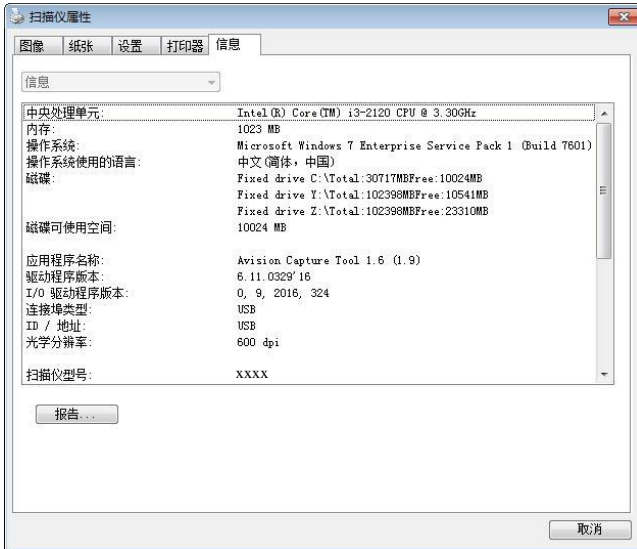 扫描仪属性
图像 纸张 设置 打印器 信息
信息
中央处理单元: Intel(R) Core(TM) i3-2120 CPU @ 3.30GHz
内存: 1023 MB
操作系统: Microsoft Windows 7 Enterprise Service Pack 1 (Build 7601)
操作系统使用的语言: 中文(简体，中国)
磁碟: Fixed drive C:\Total:30717MBFree:10024MB
Fixed drive Y:\Total:102398MBFree:10541MB
Fixed drive Z:\Total:102398MBFree:23310MB
磁碟可使用空间: 10024 MB
应用程序名称: Avision Capture Tool 1.6 (1.9)
驱动程序版本: 6.11.0329'16
I/O 驱动程序版本: 0, 9, 2016, 324
连接埠类型: USB
ID / 地址: USB
光学分辨率: 600 dpi
扫描仪型号: XXXX
报告...
取消